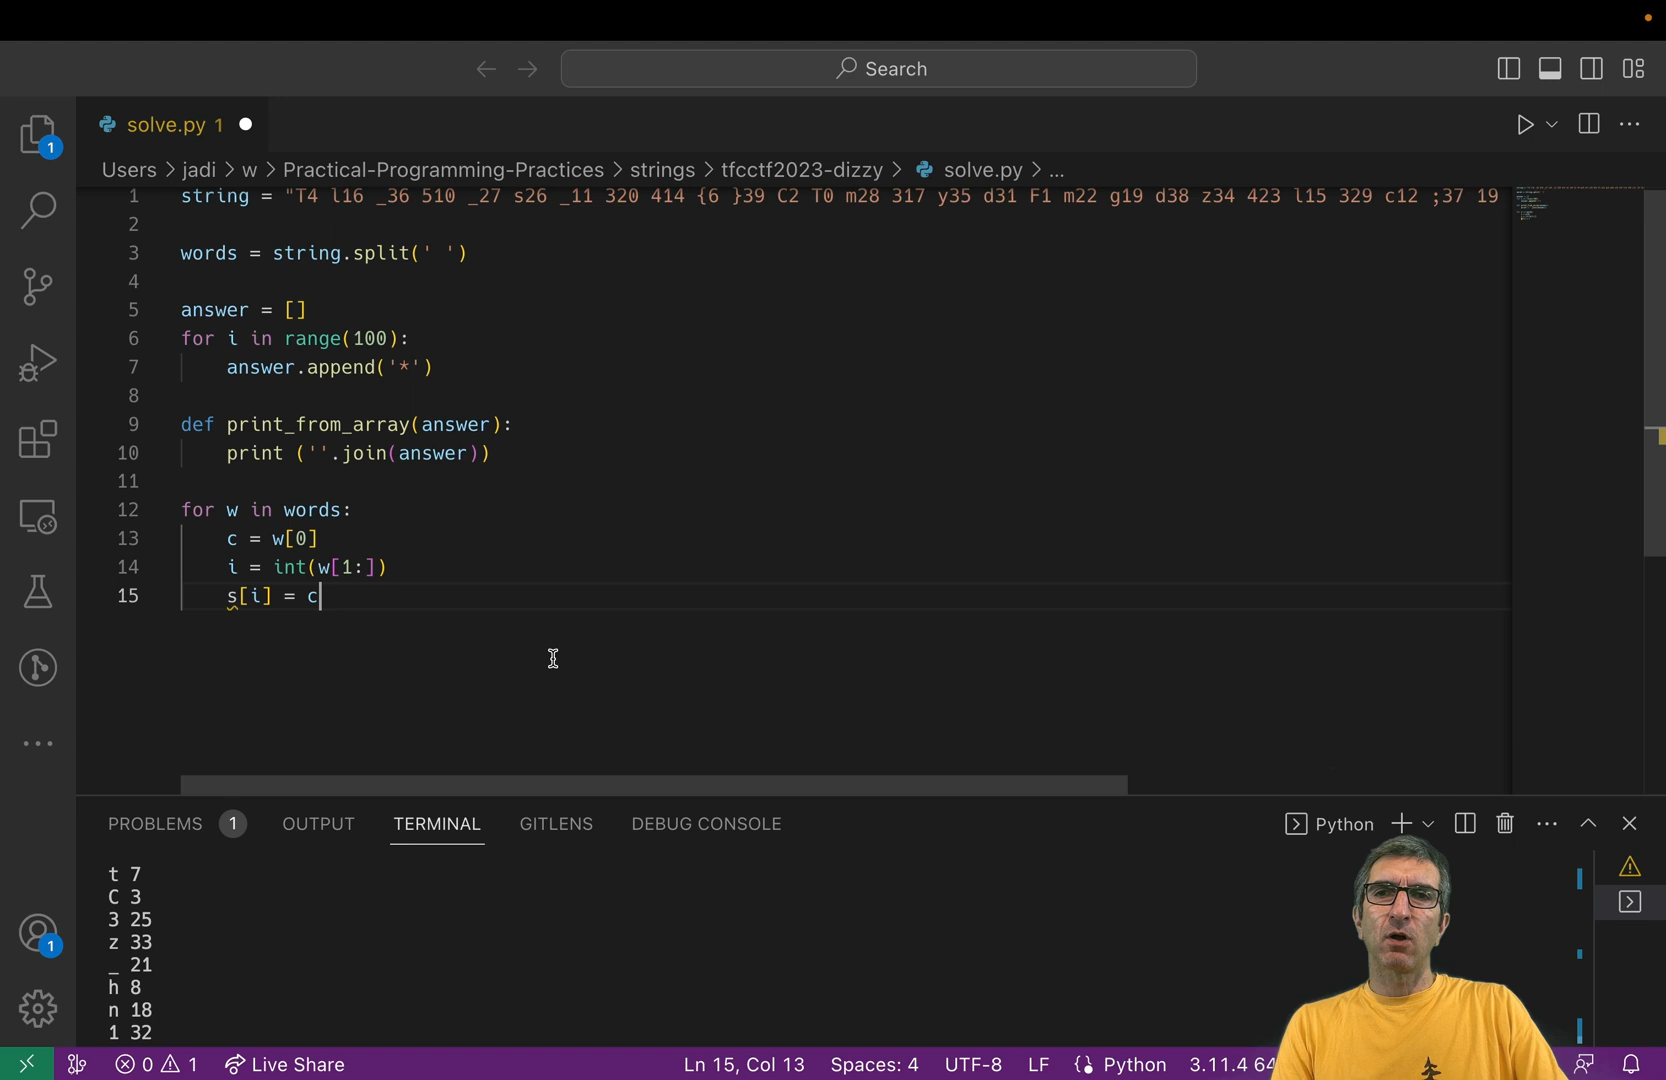 Search
solve.py 1
Users > jadi > w > Practical-Programming-Practices > strings > tfcctf2023-dizzy > solve.py > ...
1 string = "T4 l16 _36 510 _27 s26 _11 320 414 {6 }39 C2 T0 m28 317 y35 d31 F1 m22 g19 d38 z34 423 l15 329 c12 ;37 19
2
3 words = string.split(' ')
4
5 answer = []
6 for i in range(100):
7 answer.append('*')
8
9 def print_from_array(answer):
10 print (''.join(answer))
11
12 for w in words:
13 c = w[0]
14 i = int(w[1:])
15 s[i] = c
PROBLEMS 1 OUTPUT TERMINAL GITLENS DEBUG CONSOLE Python
t 7
C 3
3 25
z 33
_ 21
h 8
n 18
1 32
1
1
0 1 Live Share Ln 15, Col 13 Spaces: 4 UTF-8 LF Python 3.11.4 64